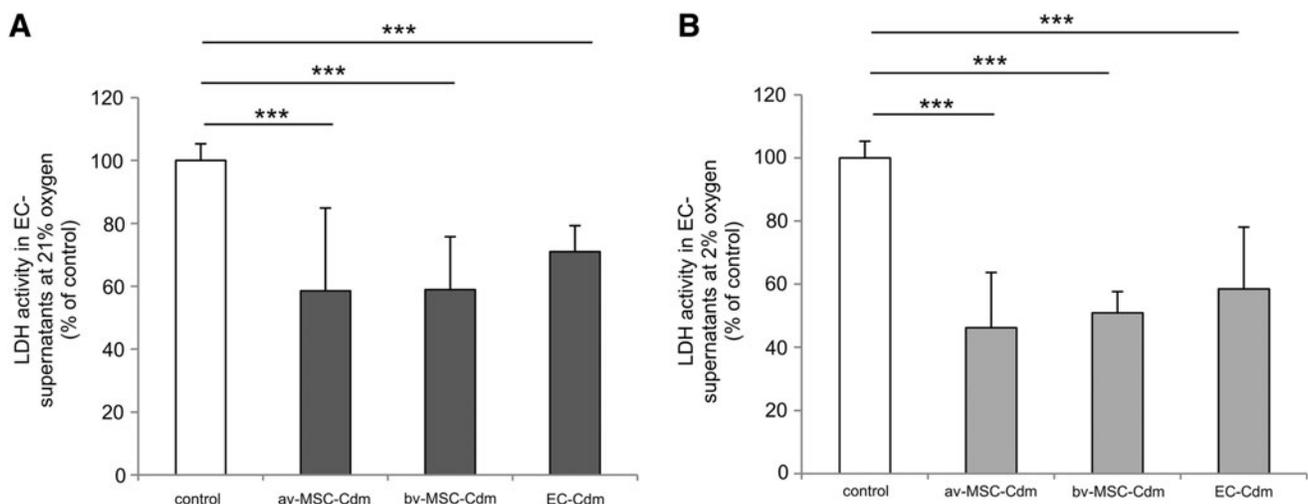 A
***
***
***
120
100
80
60
40
20
0
LDH activity in EC-
supernatants at 21% oxygen
(% of control)
control av-MSC-Cdm bv-MSC-Cdm EC-Cdm
B
***
***
***
120
100
80
60
40
20
0
LDH activity in EC-
supernatants at 2% oxygen
(% of control)
control av-MSC-Cdm bv-MSC-Cdm EC-Cdm